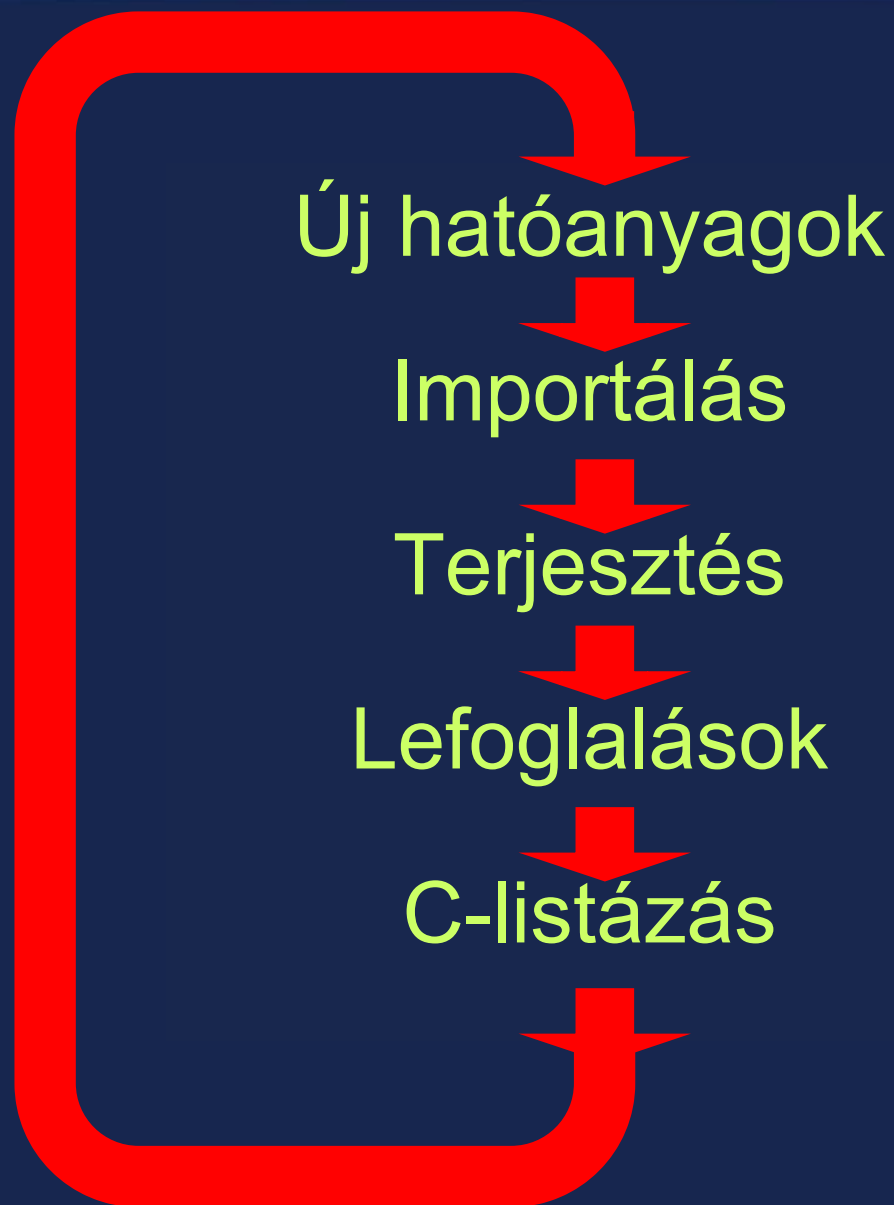 Új hatóanyagok
Importálás
Terjesztés
Lefoglalások
C-listázás